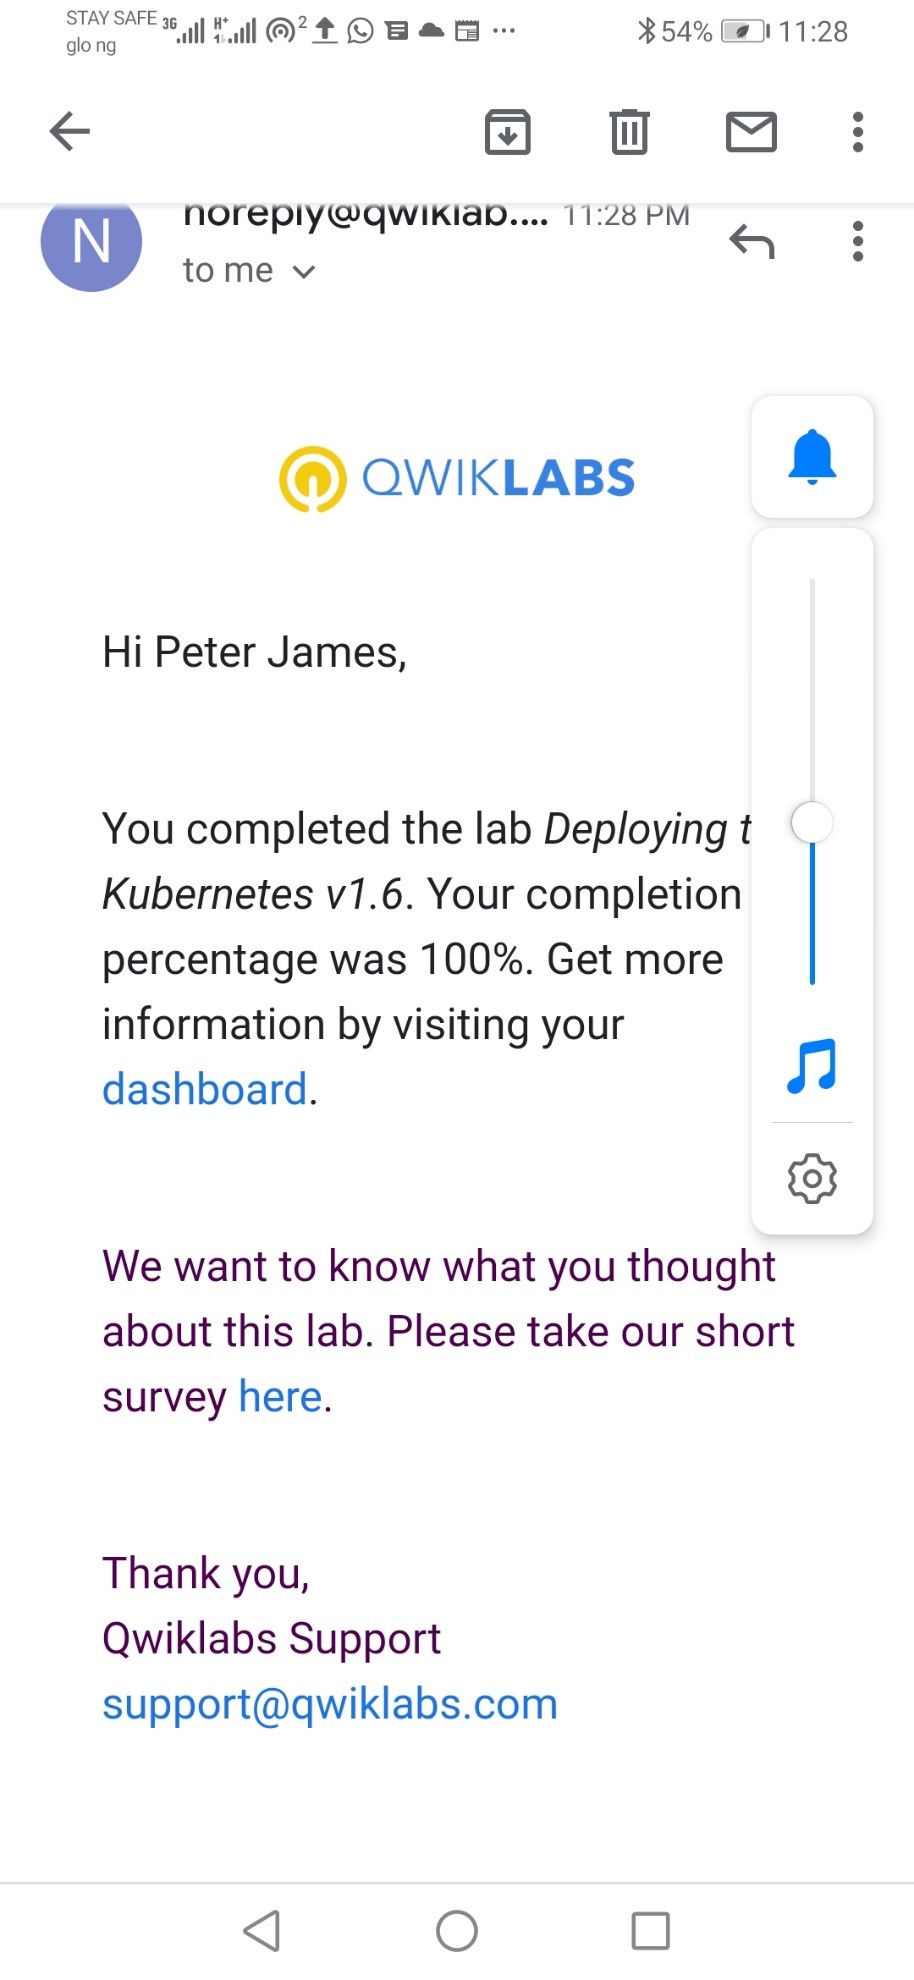 STAY SAFE 3G H+ 2 54% 11:28
glo ng
noreply@qwiklab.... 11:28 PM
N
to me
QWIKLABS
Hi Peter James,
You completed the lab Deploying t
Kubernetes v1.6. Your completion
percentage was 100%. Get more
information by visiting your
dashboard.
We want to know what you thought
about this lab. Please take our short
survey here.
Thank you,
Qwiklabs Support
support@qwiklabs.com